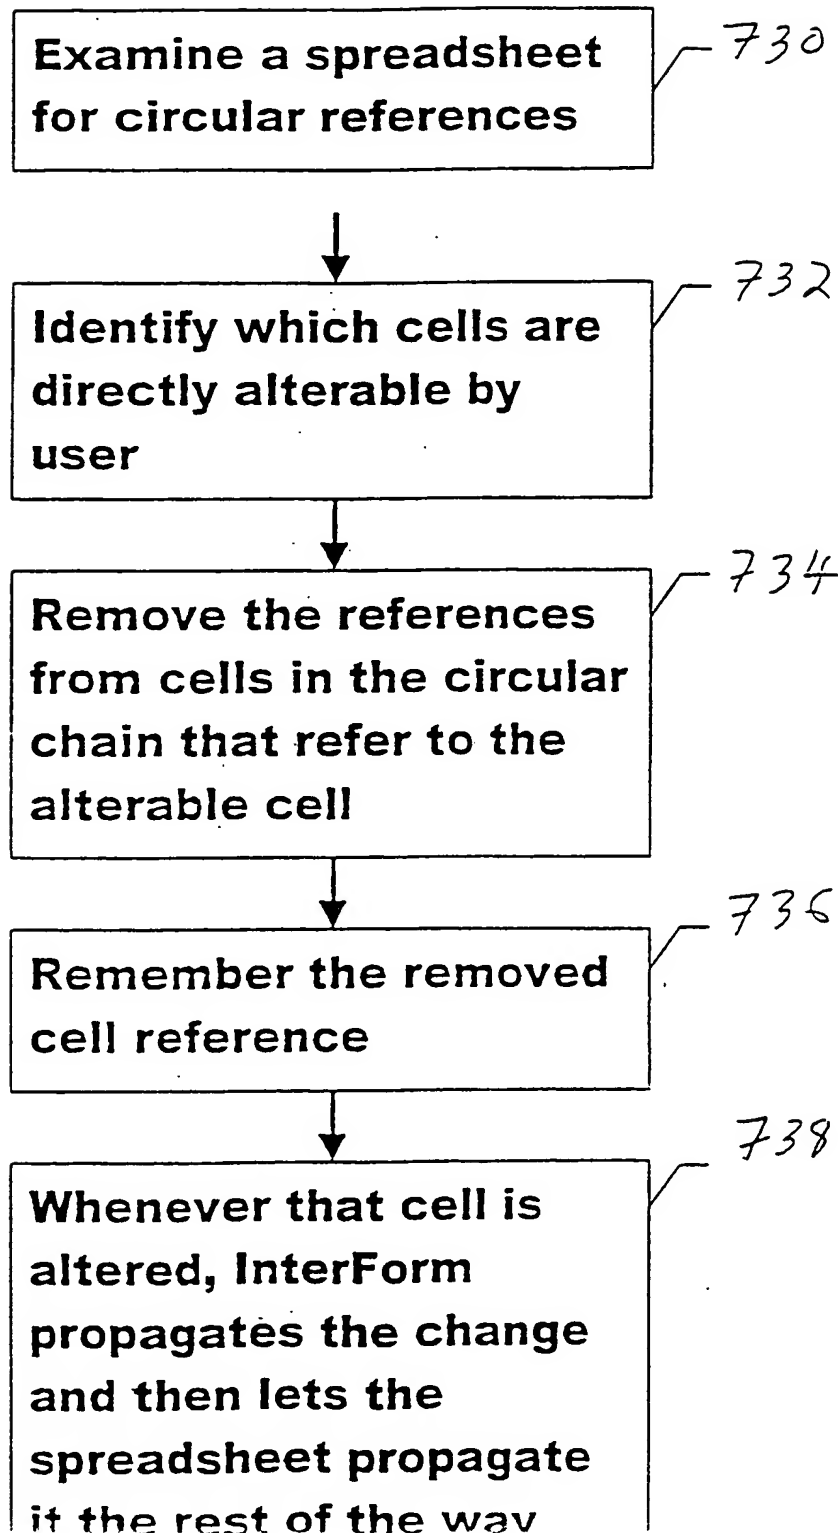 Examine a spreadsheet
for circular references
730
Identify which cells are
directly alterable by
user
732
Remove the references
from cells in the circular
chain that refer to the
alterable cell
734
Remember the removed
cell reference
736
Whenever that cell is
altered, InterForm
propagates the change
and then lets the
spreadsheet propagate
it the rest of the way
738